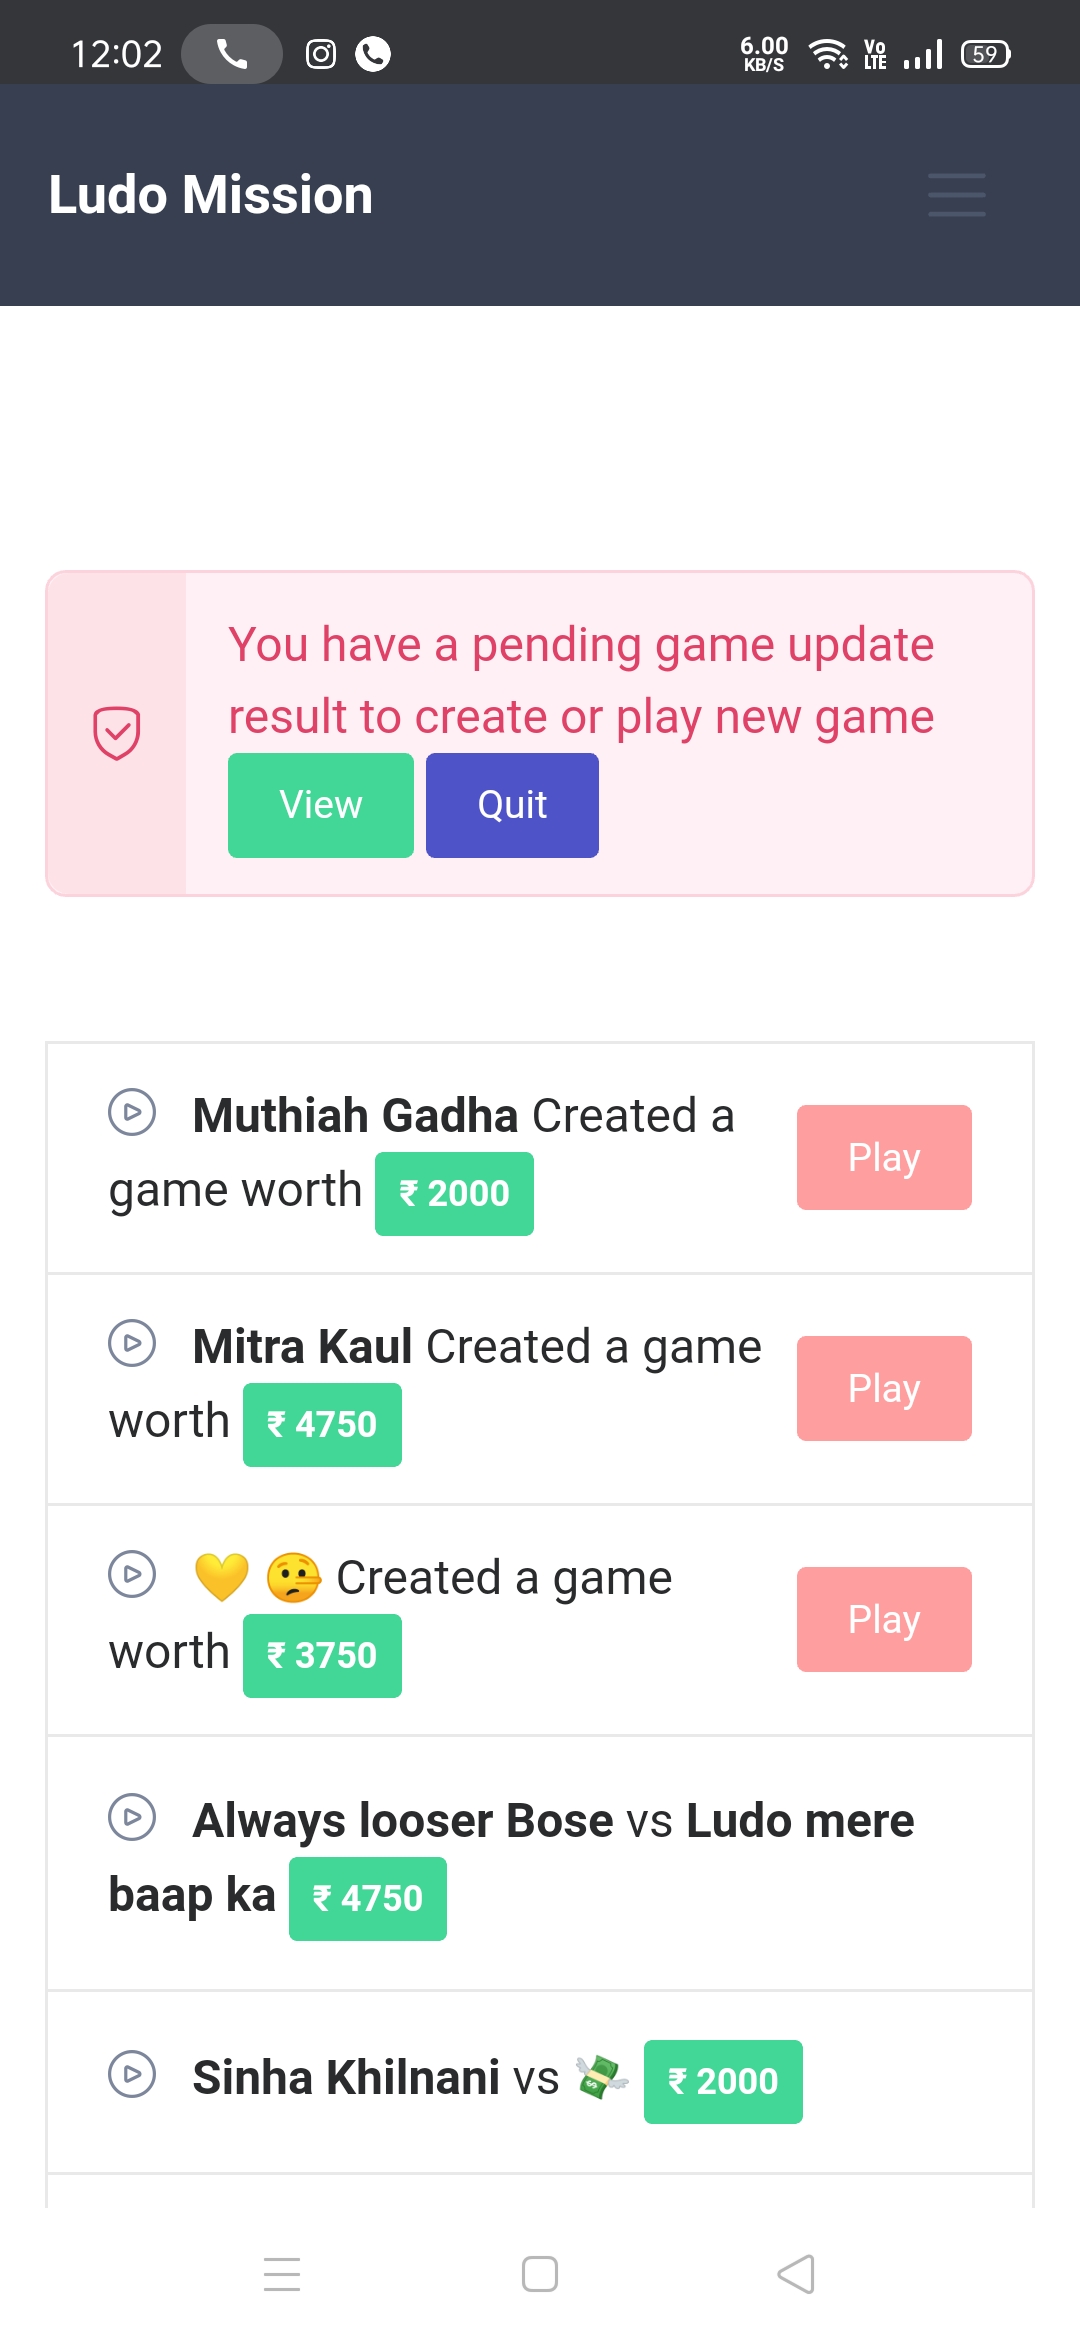 12:02 6.00 KB/S Vo LTE 59
Ludo Mission
You have a pending game update
result to create or play new game
View Quit
Muthiah Gadha Created a
game worth ₹ 2000
Play
Mitra Kaul Created a game
worth ₹ 4750
Play
💛 🤥 Created a game
worth ₹ 3750
Play
Always looser Bose vs Ludo mere
baap ka ₹ 4750
Sinha Khilnani vs 💸 ₹ 2000